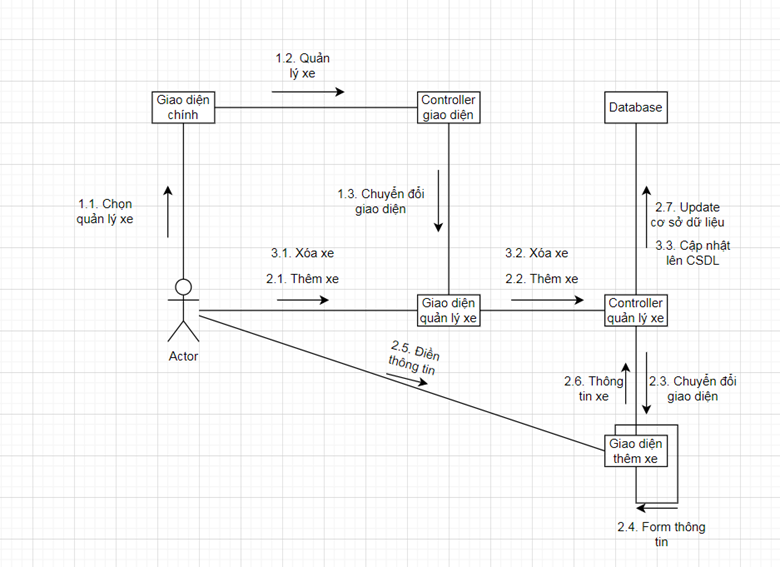 1.2. Quản
lý xe
Giao diện
chính
Controller
giao diện
Database
1.1. Chọn
quản lý xe
1.3. Chuyển đổi
giao diện
2.7. Update
cơ sở dữ liệu
3.3. Cập nhật
lên CSDL
3.1. Xóa xe
2.1. Thêm xe
3.2. Xóa xe
2.2. Thêm xe
Giao diện
quản lý xe
Controller
quản lý xe
Actor
2.5. Điền
thông tin
2.6. Thông
tin xe
2.3. Chuyển đổi
giao diện
Giao diện
thêm xe
2.4. Form thông
tin